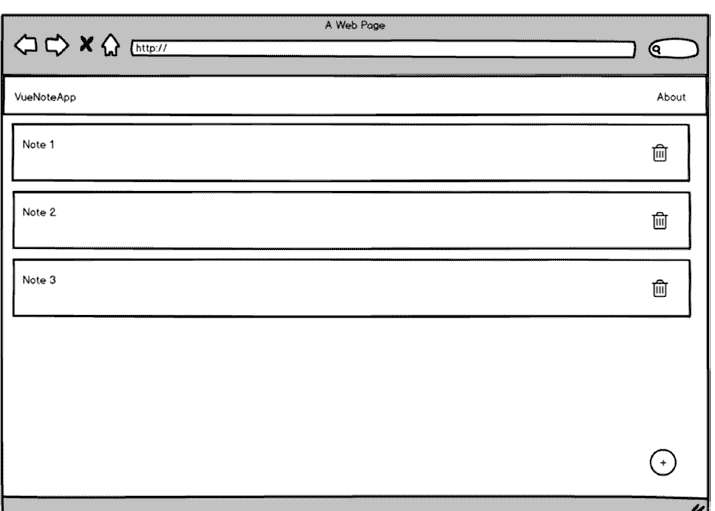 A Web Page
http://
VueNoteApp
About
Note 1
Note 2
Note 3
+